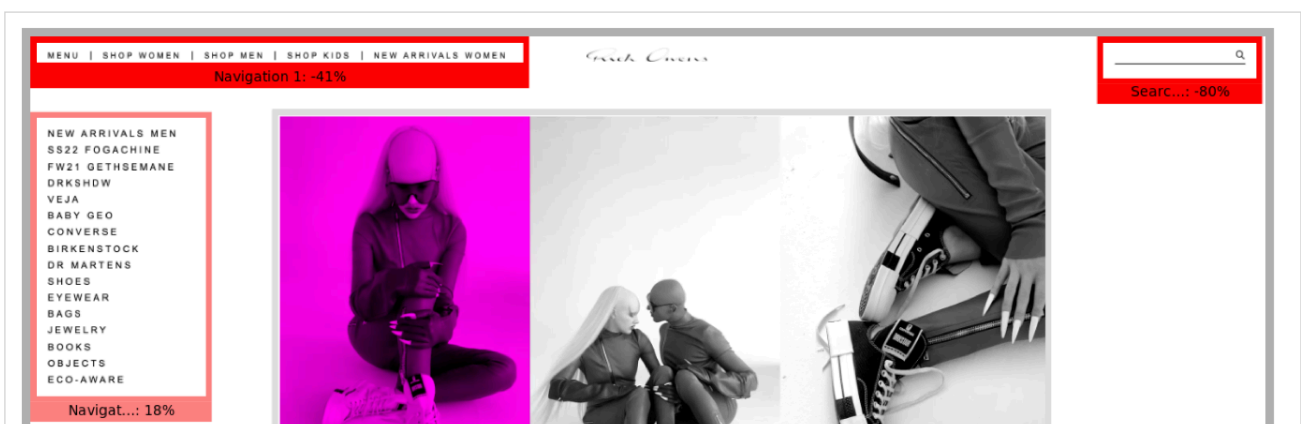 MENU | SHOP WOMEN | SHOP MEN | SHOP KIDS | NEW ARRIVALS WOMEN
Rick Owens
Navigation 1: -41%
Searc...: -80%
NEW ARRIVALS MEN
SS22 FOGACHINE
FW21 GETHSEMANE
DRKSHDW
VEJA
BABY GEO
CONVERSE
BIRKENSTOCK
DR MARTENS
SHOES
EYEWEAR
BAGS
JEWELRY
BOOKS
OBJECTS
ECO-AWARE
Navigat...: 18%